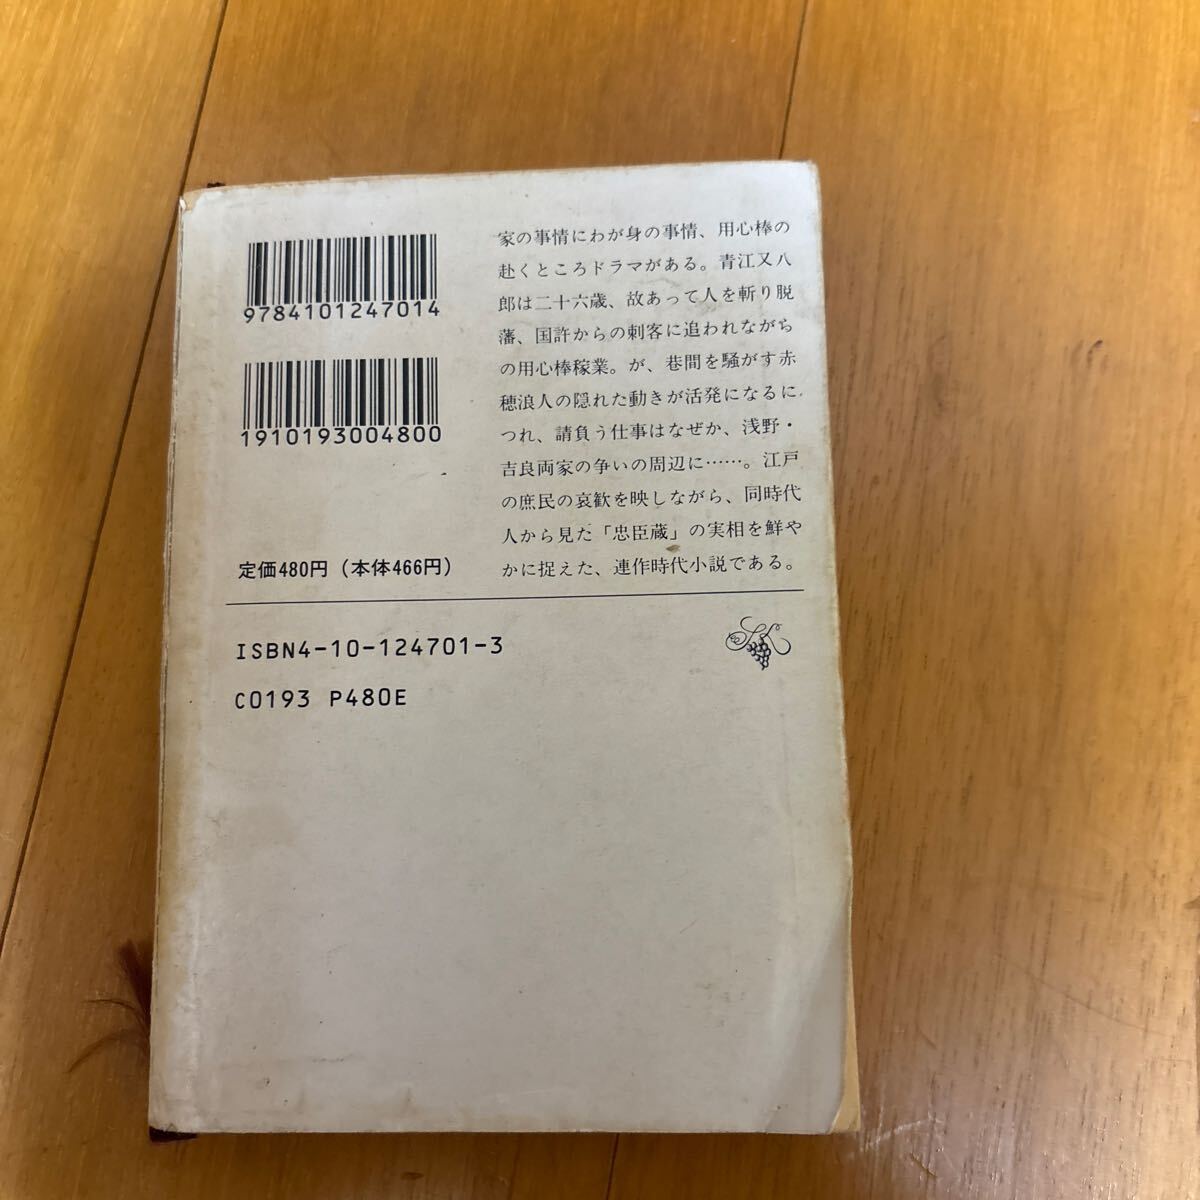 9784101247014
1910193004800
定価480円（本体466円）
家の事情にわが身の事情、用心棒の
赴くところドラマがある。青江又八
郎は二十六歳、故あって人を斬り脱
藩、国許からの刺客に追われながら
の用心棒稼業。が、巷間を騒がす赤
穂浪人の隠れた動きが活発になるに
つれ、請負う仕事はなぜか、浅野・
吉良両家の争いの周辺に……。江戸
の庶民の哀歓を映しながら、同時代
人から見た「忠臣蔵」の実相を鮮や
かに捉えた、連作時代小説である。
ISBN4-10-124701-3
C0193 P480E